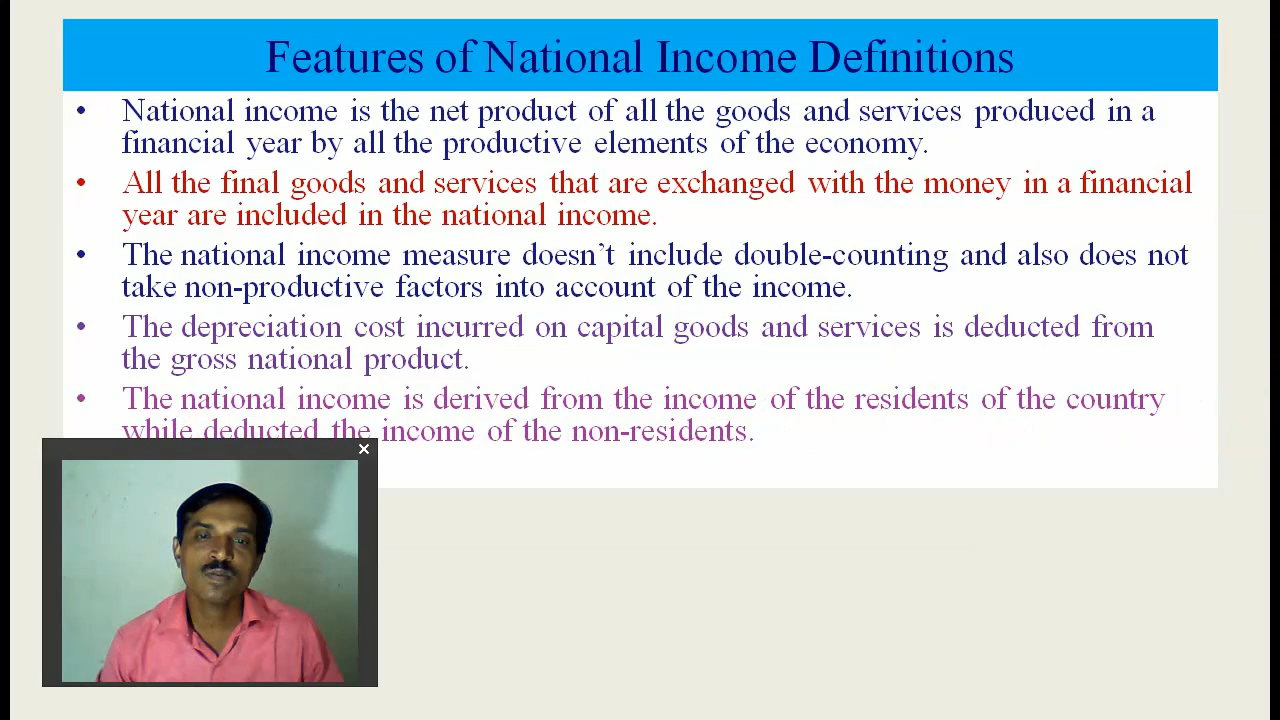 Features of National Income Definitions
• National income is the net product of all the goods and services produced in a
financial year by all the productive elements of the economy.
• All the final goods and services that are exchanged with the money in a financial
year are included in the national income.
• The national income measure doesn’t include double-counting and also does not
take non-productive factors into account of the income.
• The depreciation cost incurred on capital goods and services is deducted from
the gross national product.
• The national income is derived from the income of the residents of the country
while deducted the income of the non-residents.